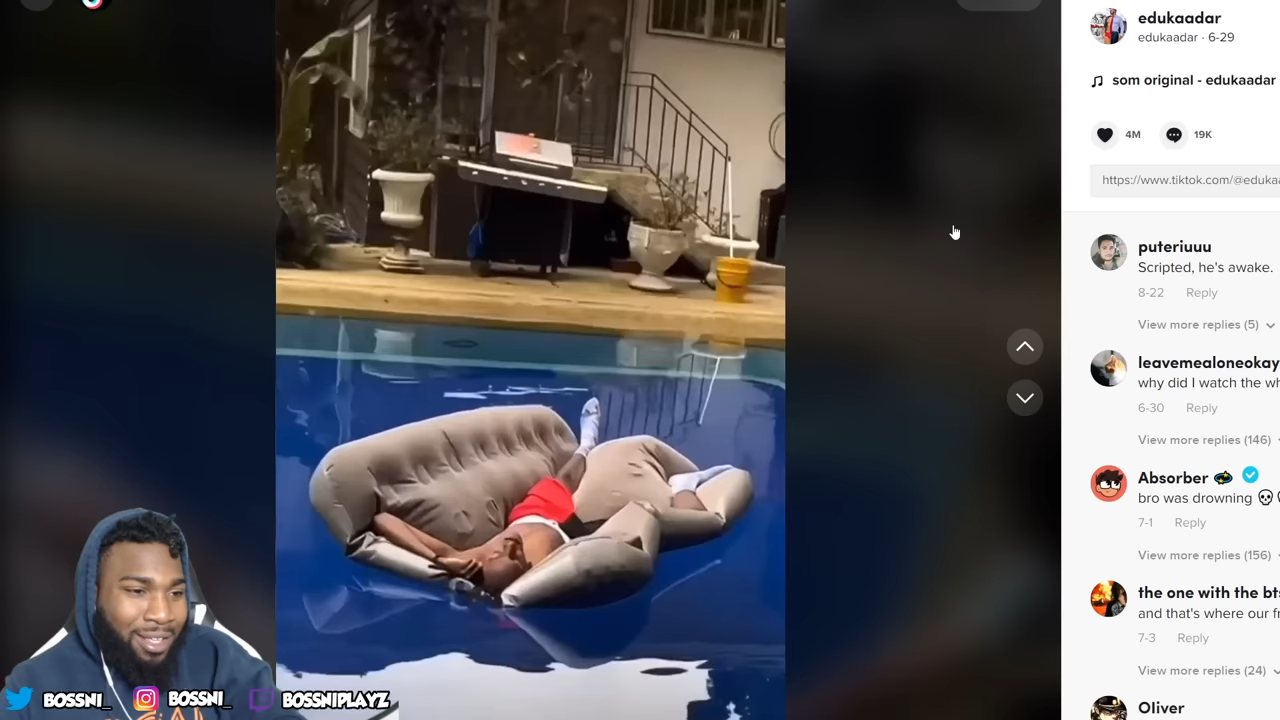 edukaadar
edukaadar · 6-29
som original - edukaadar
4M
19K
https://www.tiktok.com/@eduka
puteriuuu
Scripted, he's awake.
8-22 Reply
View more replies (5)
leavemealoneokay
why did I watch the
6-30 Reply
View more replies (146)
Absorber
bro was drowning 💀
7-1 Reply
View more replies (156)
the one with the
and that's where our
7-3 Reply
View more replies (24)
Oliver
BOSSNI_ BOSSNI_ BOSSNIPLAYZ